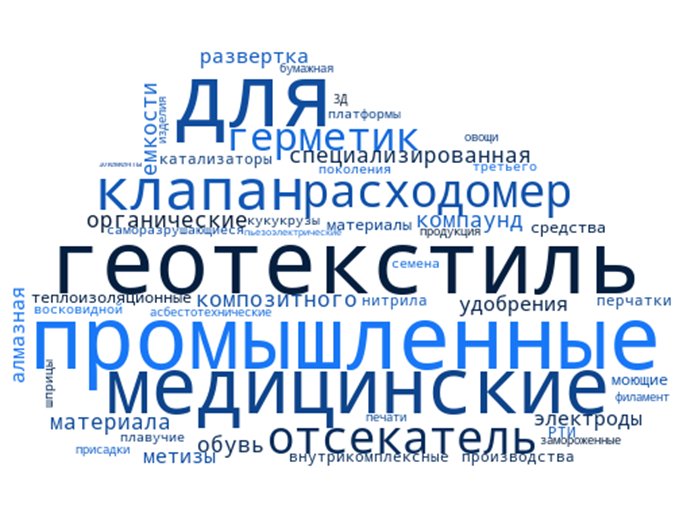 развертка
бумажная
для
3Д
платформы
емкости
изделия
герметик
овощи
катализаторы
специализированная
поколения
третьего
клапан
расходомер
органические
кукукрузы
материалы
компаунд
саморазрушающиеся
пьезоэлектрические
продукция
средства
геотекстиль
семена
алмазная
теплоизоляционные
композитного
нитрила
удобрения
перчатки
восковидной
асбестотехнические
промышленные
медицинские
шприцы
моющие
филамент
материала
печати
электроды
плавучие
обувь
отсекатель
РТИ
замороженные
присадки
метизы
внутрикомплексные
производства